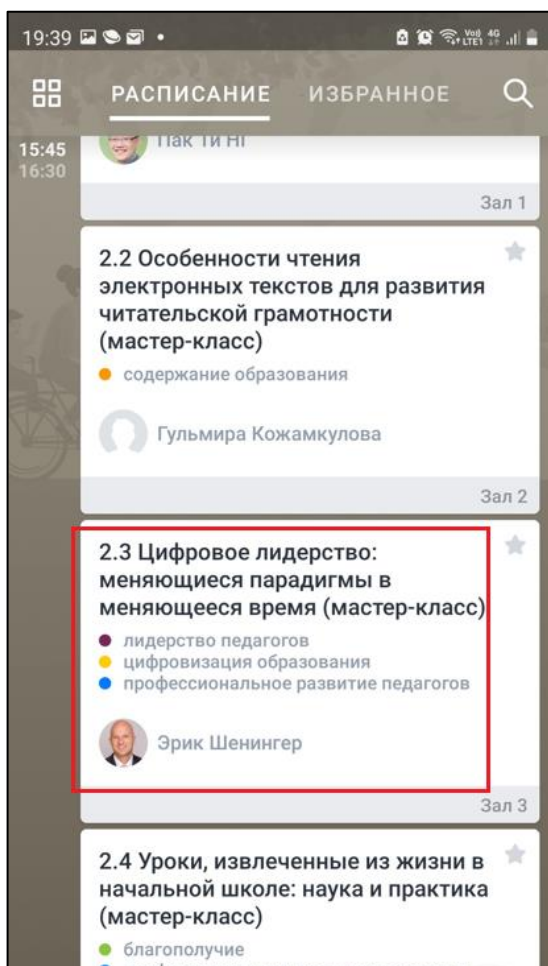 19:39
РАСПИСАНИЕ ИЗБРАННОЕ
15:45
16:30
Пак Ти НГ
Зал 1
2.2 Особенности чтения
электронных текстов для развития
читательской грамотности
(мастер-класс)
содержание образования
Гульмира Кожамкулова
Зал 2
2.3 Цифровое лидерство:
меняющиеся парадигмы в
меняющееся время (мастер-класс)
лидерство педагогов
цифровизация образования
профессиональное развитие педагогов
Эрик Шенингер
Зал 3
2.4 Уроки, извлеченные из жизни в
начальной школе: наука и практика
(мастер-класс)
благополучие